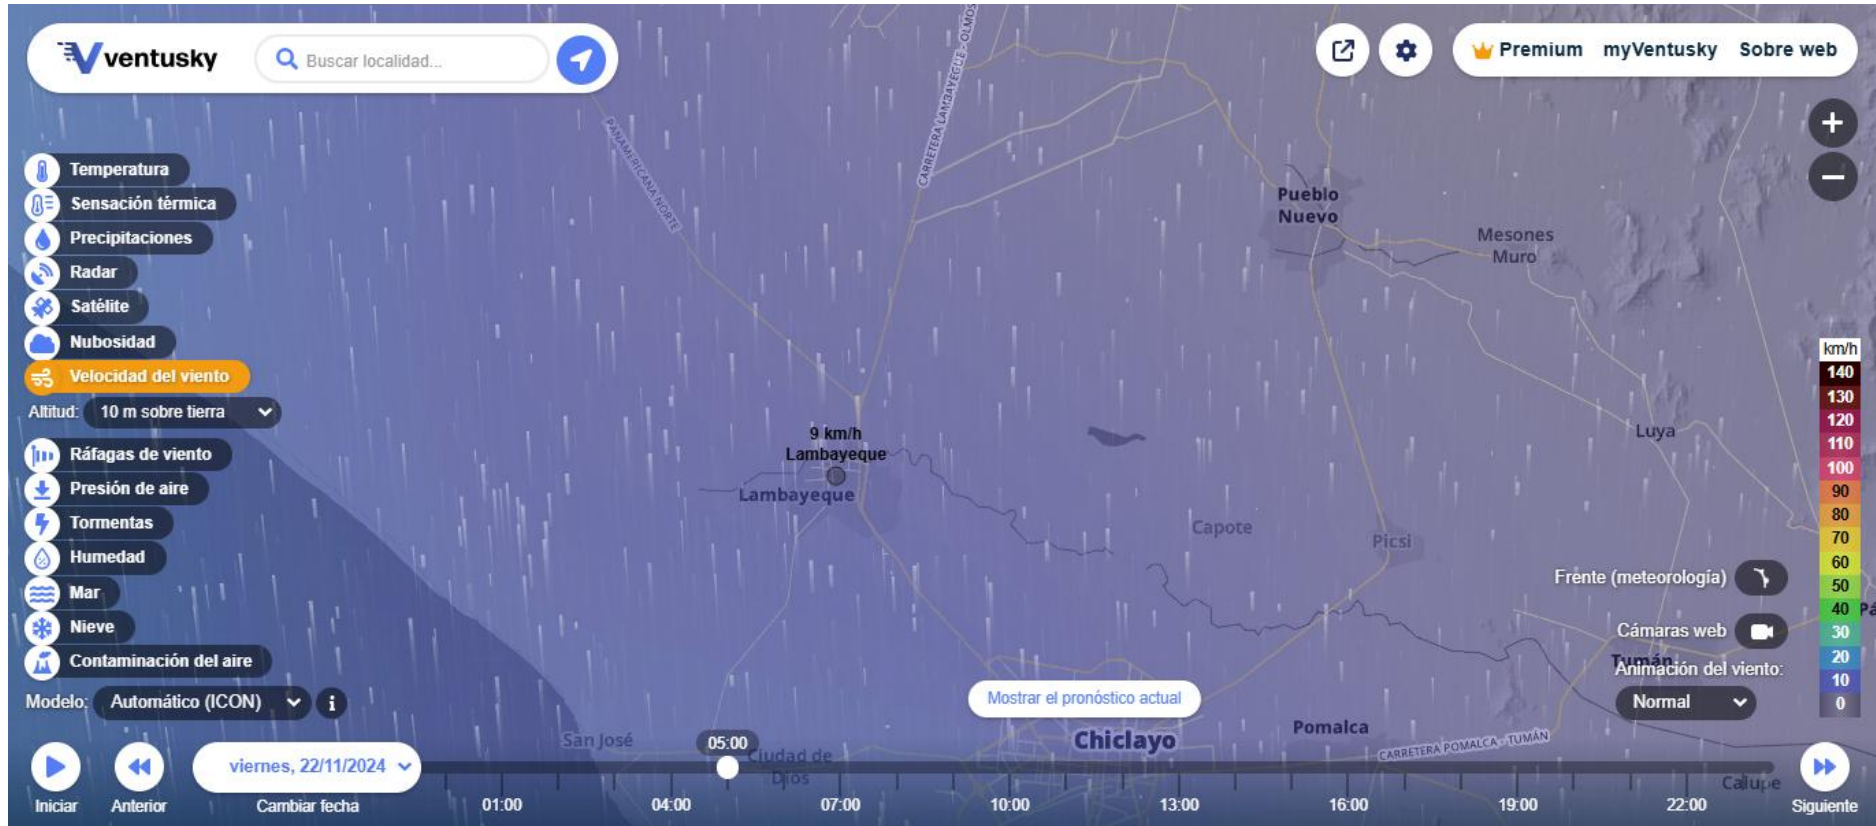 ventusky
Buscar localidad...
Premium myVentusky Sobre web
CARRETERA LAMBAYEQUE - OLMOS
PANAMERICANA NORTE
Temperatura
Sensación térmica
Precipitaciones
Radar
Satélite
Nubosidad
Velocidad del viento
Altitud: 10 m sobre tierra
Ráfagas de viento
Presión de aire
Tormentas
Humedad
Mar
Nieve
Contaminación del aire
Modelo: Automático (ICON) i
Pueblo
Nuevo
Mesones
Muro
Luya
9 km/h
Lambayeque
Lambayeque
Capote
Picsi
km/h
140
130
120
110
100
90
80
70
60
50
40
30
20
10
0
Frente (meteorología)
Cámaras web
Tumán
Animación del viento:
Normal
Mostrar el pronóstico actual
San José
Ciudad de
Dios
Chiclayo
Pomalca
CARRETERA POMALCA - TUMÁN
Calupe
05:00
viernes, 22/11/2024
Iniciar Anterior Cambiar fecha 01:00 04:00 07:00 10:00 13:00 16:00 19:00 22:00 Siguiente